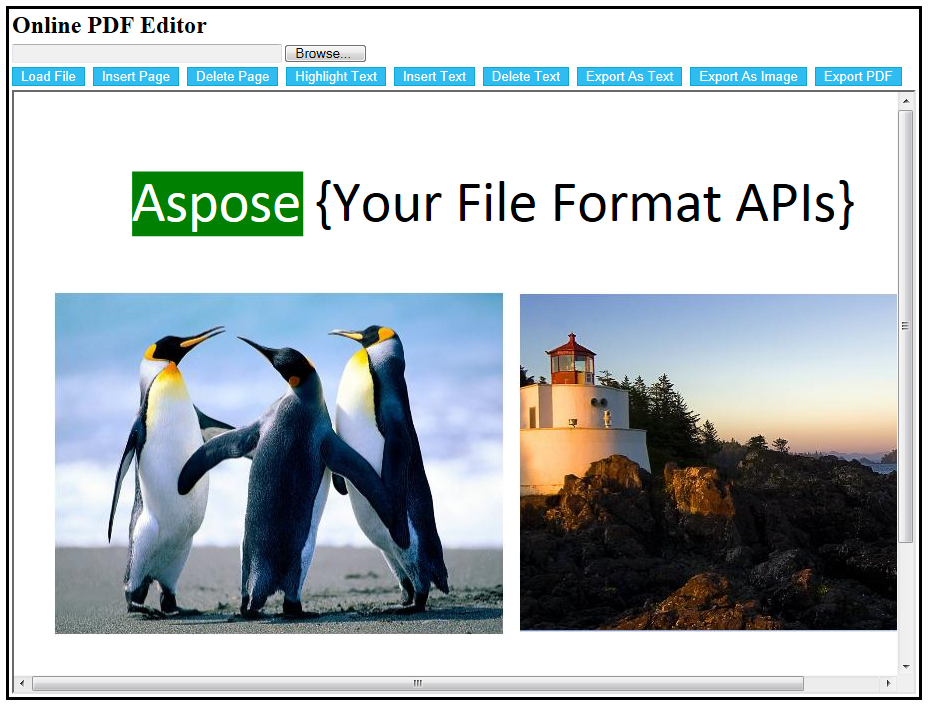 Online PDF Editor
Browse...
Load File Insert Page Delete Page Highlight Text Insert Text Delete Text Export As Text Export As Image Export PDF
Aspose {Your File Format APIs}